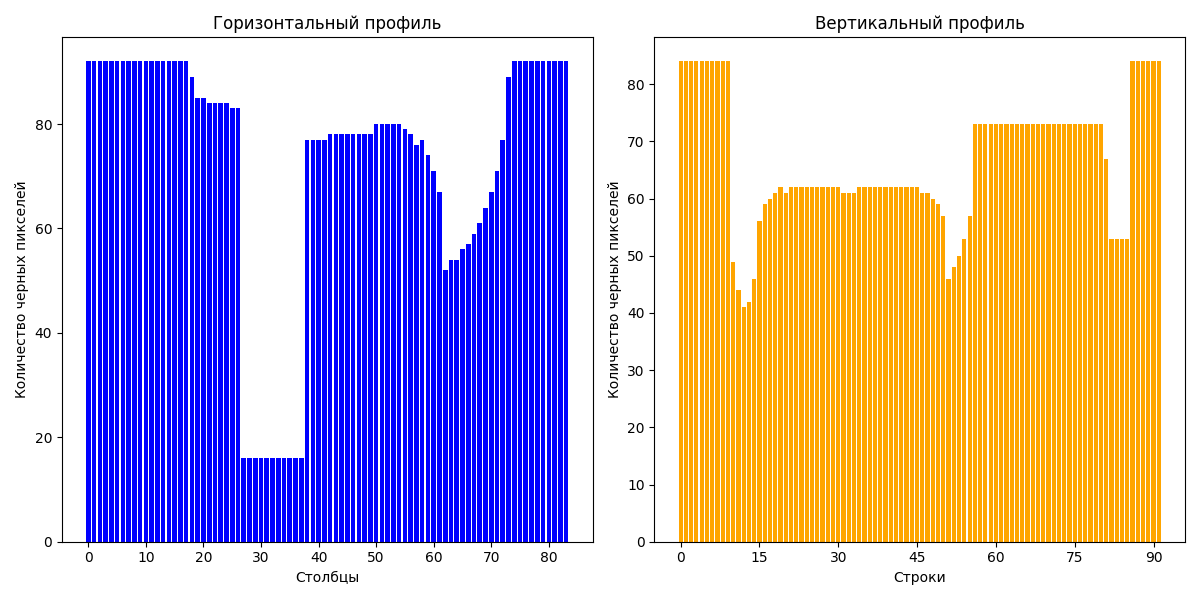 Горизонтальный профиль
Количество черных пикселей
80
60
40
20
0
0 10 20 30 40 50 60 70 80
Столбцы
Вертикальный профиль
Количество черных пикселей
80
70
60
50
40
30
20
10
0
0 15 30 45 60 75 90
Строки